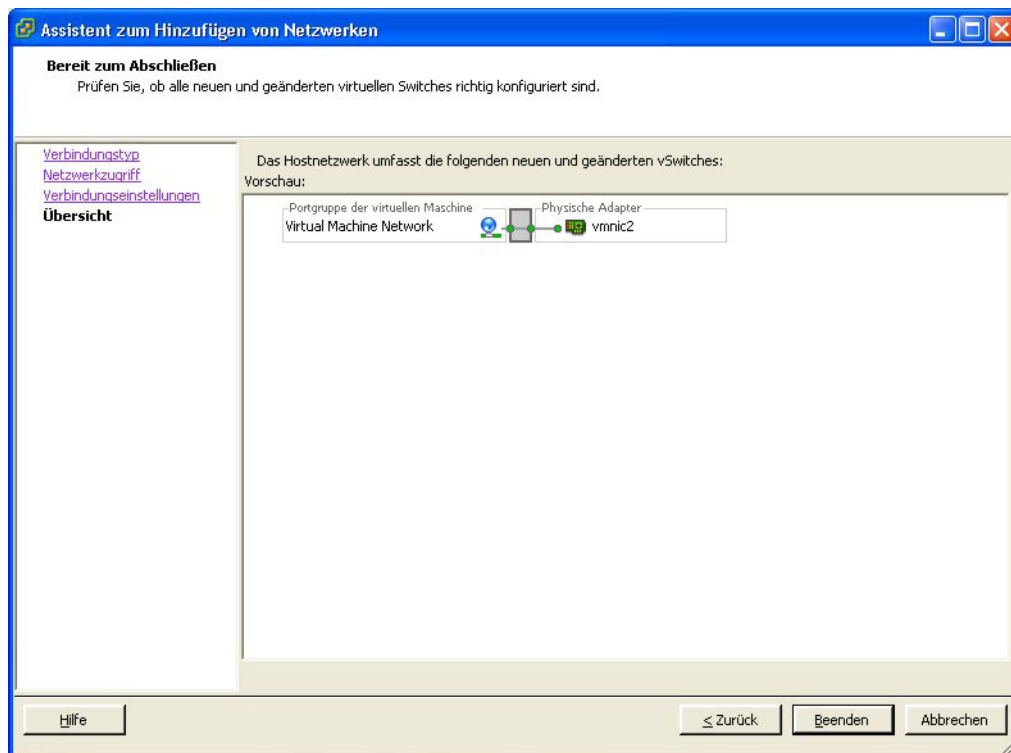 Assistent zum Hinzufügen von Netzwerken
Bereit zum Abschließen
Prüfen Sie, ob alle neuen und geänderten virtuellen Switches richtig konfiguriert sind.
Verbindungstyp
Netzwerkzugriff
Verbindungseinstellungen
Übersicht
Das Hostnetzwerk umfasst die folgenden neuen und geänderten vSwitches:
Vorschau:
Portgruppe der virtuellen Maschine
Physische Adapter
Virtual Machine Network
vmnic2
Hilfe
< Zurück
Beenden
Abbrechen